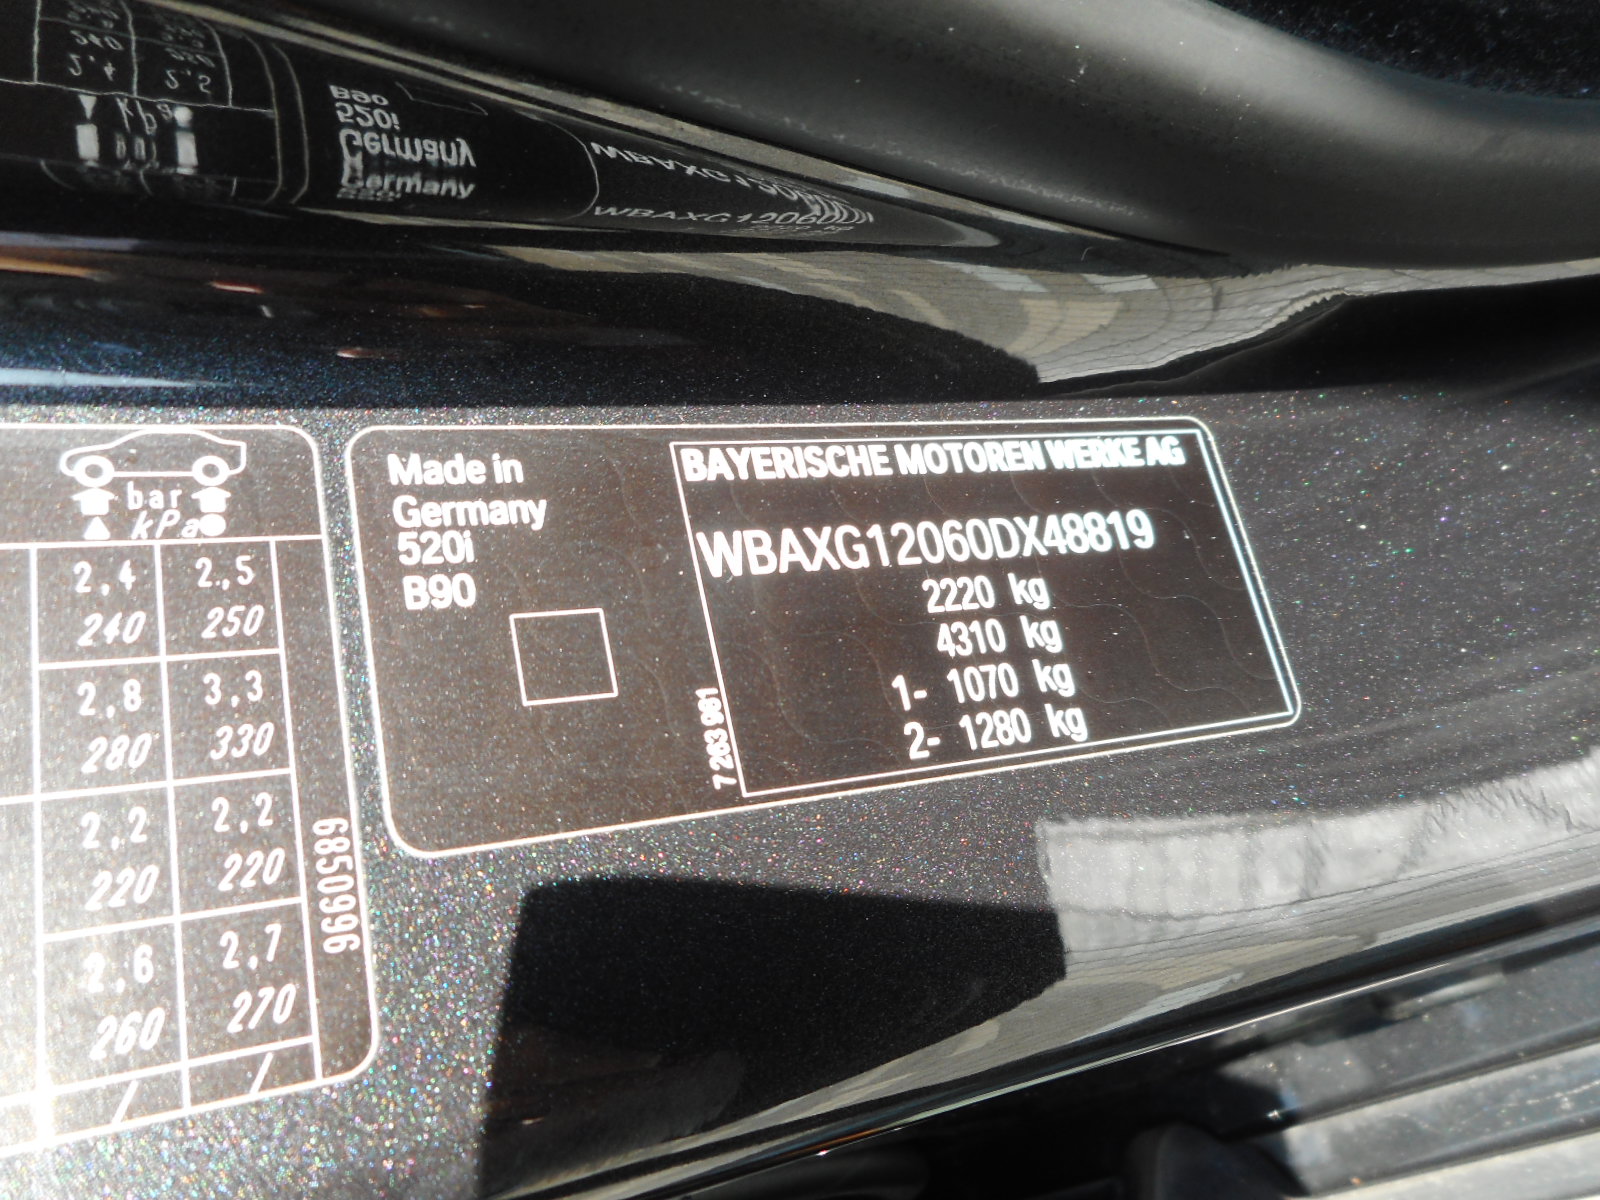 bar
kPa
2,4 2,5
240 250
2,8 3,3
280 330
2,2 2,2
220 220
2,6 2,7
260 270
/ /
6850996
Made in
Germany
520i
B90
7 263 961
BAYERISCHE MOTOREN WERKE AG
WBAXG12060DX48819
2220 kg
4310 kg
1- 1070 kg
2- 1280 kg